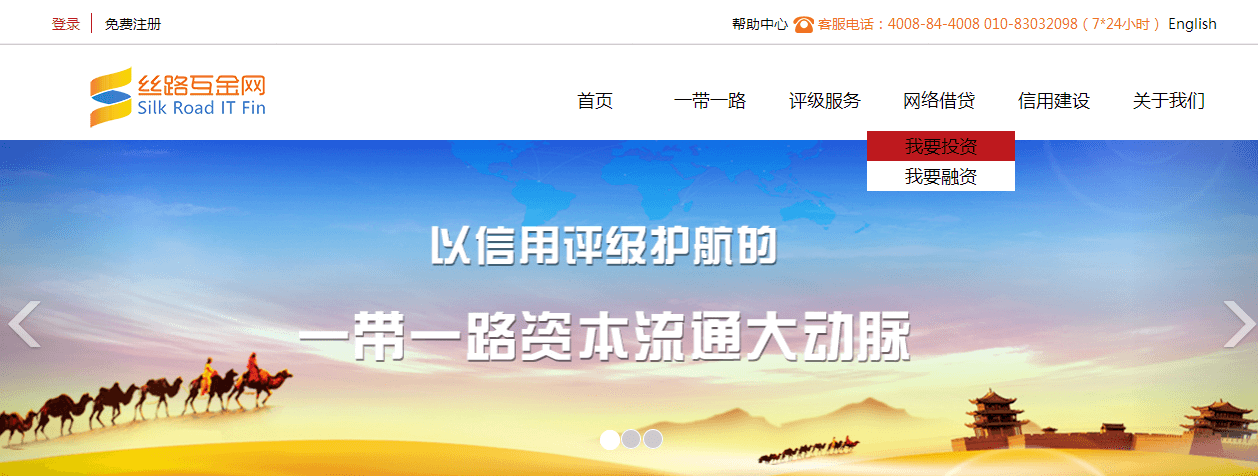 登录 免费注册 帮助中心 客服电话：4008-84-4008 010-83032098（7*24小时） English
丝路互金网
Silk Road IT Fin
首页 一带一路 评级服务 网络借贷 信用建设 关于我们
我要投资
我要融资
以信用评级护航的
一带一路资本流通大动脉